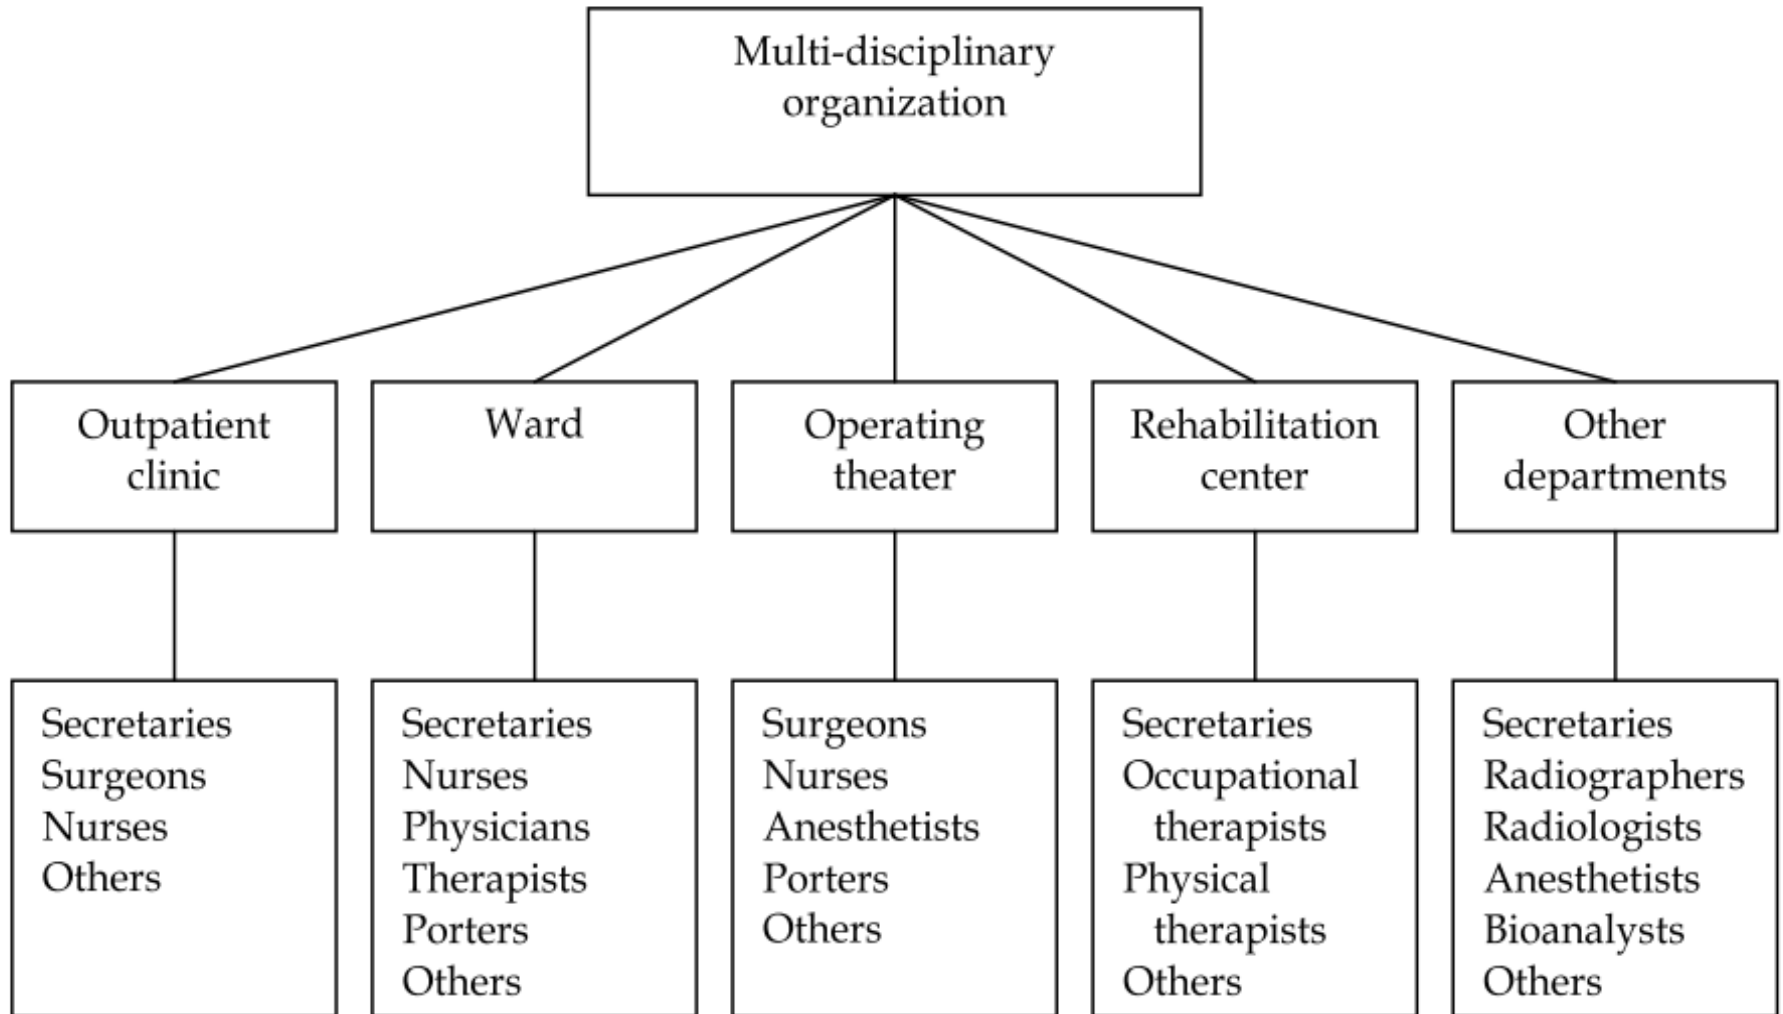 Multi-disciplinary
organization
Outpatient
clinic
Ward
Operating
theater
Rehabilitation
center
Other
departments
Secretaries
Surgeons
Nurses
Others
Secretaries
Nurses
Physicians
Therapists
Porters
Others
Surgeons
Nurses
Anesthetists
Porters
Others
Secretaries
Occupational
therapists
Physical
therapists
Others
Secretaries
Radiographers
Radiologists
Anesthetists
Bioanalysts
Others